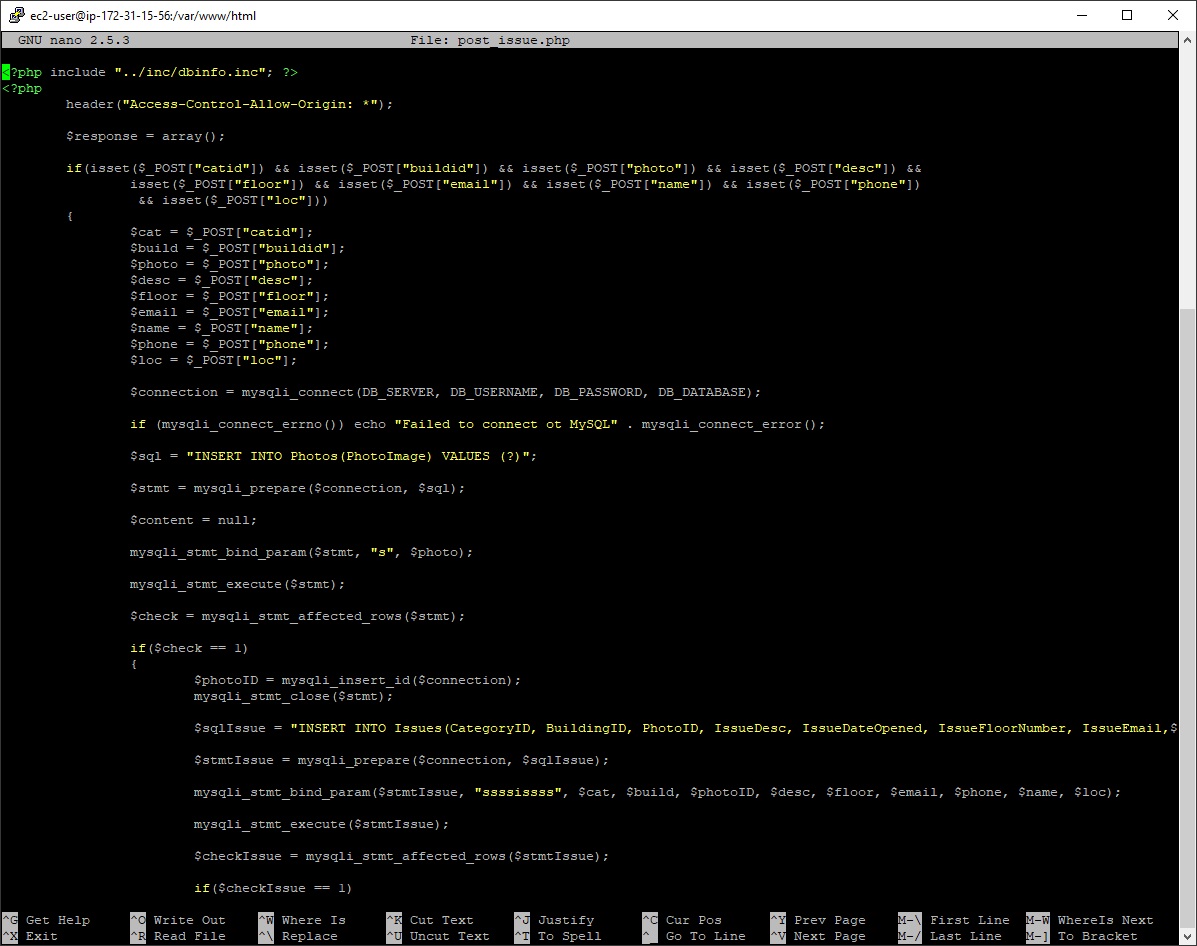 ec2-user@ip-172-31-15-56:/var/www/html
GNU nano 2.5.3 File: post_issue.php
<?php include "../inc/dbinfo.inc"; ?>
<?php
header("Access-Control-Allow-Origin: *");
$response = array();
if(isset($_POST["catid"]) && isset($_POST["buildid"]) && isset($_POST["photo"]) && isset($_POST["desc"]) &&
isset($_POST["floor"]) && isset($_POST["email"]) && isset($_POST["name"]) && isset($_POST["phone"])
&& isset($_POST["loc"]))
{
$cat = $_POST["catid"];
$build = $_POST["buildid"];
$photo = $_POST["photo"];
$desc = $_POST["desc"];
$floor = $_POST["floor"];
$email = $_POST["email"];
$name = $_POST["name"];
$phone = $_POST["phone"];
$loc = $_POST["loc"];
$connection = mysqli_connect(DB_SERVER, DB_USERNAME, DB_PASSWORD, DB_DATABASE);
if (mysqli_connect_errno()) echo "Failed to connect ot MySQL" . mysqli_connect_error();
$sql = "INSERT INTO Photos(PhotoImage) VALUES (?)";
$stmt = mysqli_prepare($connection, $sql);
$content = null;
mysqli_stmt_bind_param($stmt, "s", $photo);
mysqli_stmt_execute($stmt);
$check = mysqli_stmt_affected_rows($stmt);
if($check == 1)
{
$photoID = mysqli_insert_id($connection);
mysqli_stmt_close($stmt);
$sqlIssue = "INSERT INTO Issues(CategoryID, BuildingID, PhotoID, IssueDesc, IssueDateOpened, IssueFloorNumber, IssueEmail,$
$stmtIssue = mysqli_prepare($connection, $sqlIssue);
mysqli_stmt_bind_param($stmtIssue, "ssssissss", $cat, $build, $photoID, $desc, $floor, $email, $phone, $name, $loc);
mysqli_stmt_execute($stmtIssue);
$checkIssue = mysqli_stmt_affected_rows($stmtIssue);
if($checkIssue == 1)
^G Get Help ^O Write Out ^W Where Is ^K Cut Text ^J Justify ^C Cur Pos ^Y Prev Page M-\ First Line M-W WhereIs Next
^X Exit ^R Read File ^\ Replace ^U Uncut Text ^T To Spell ^_ Go To Line ^V Next Page M-/ Last Line M-] To Bracket